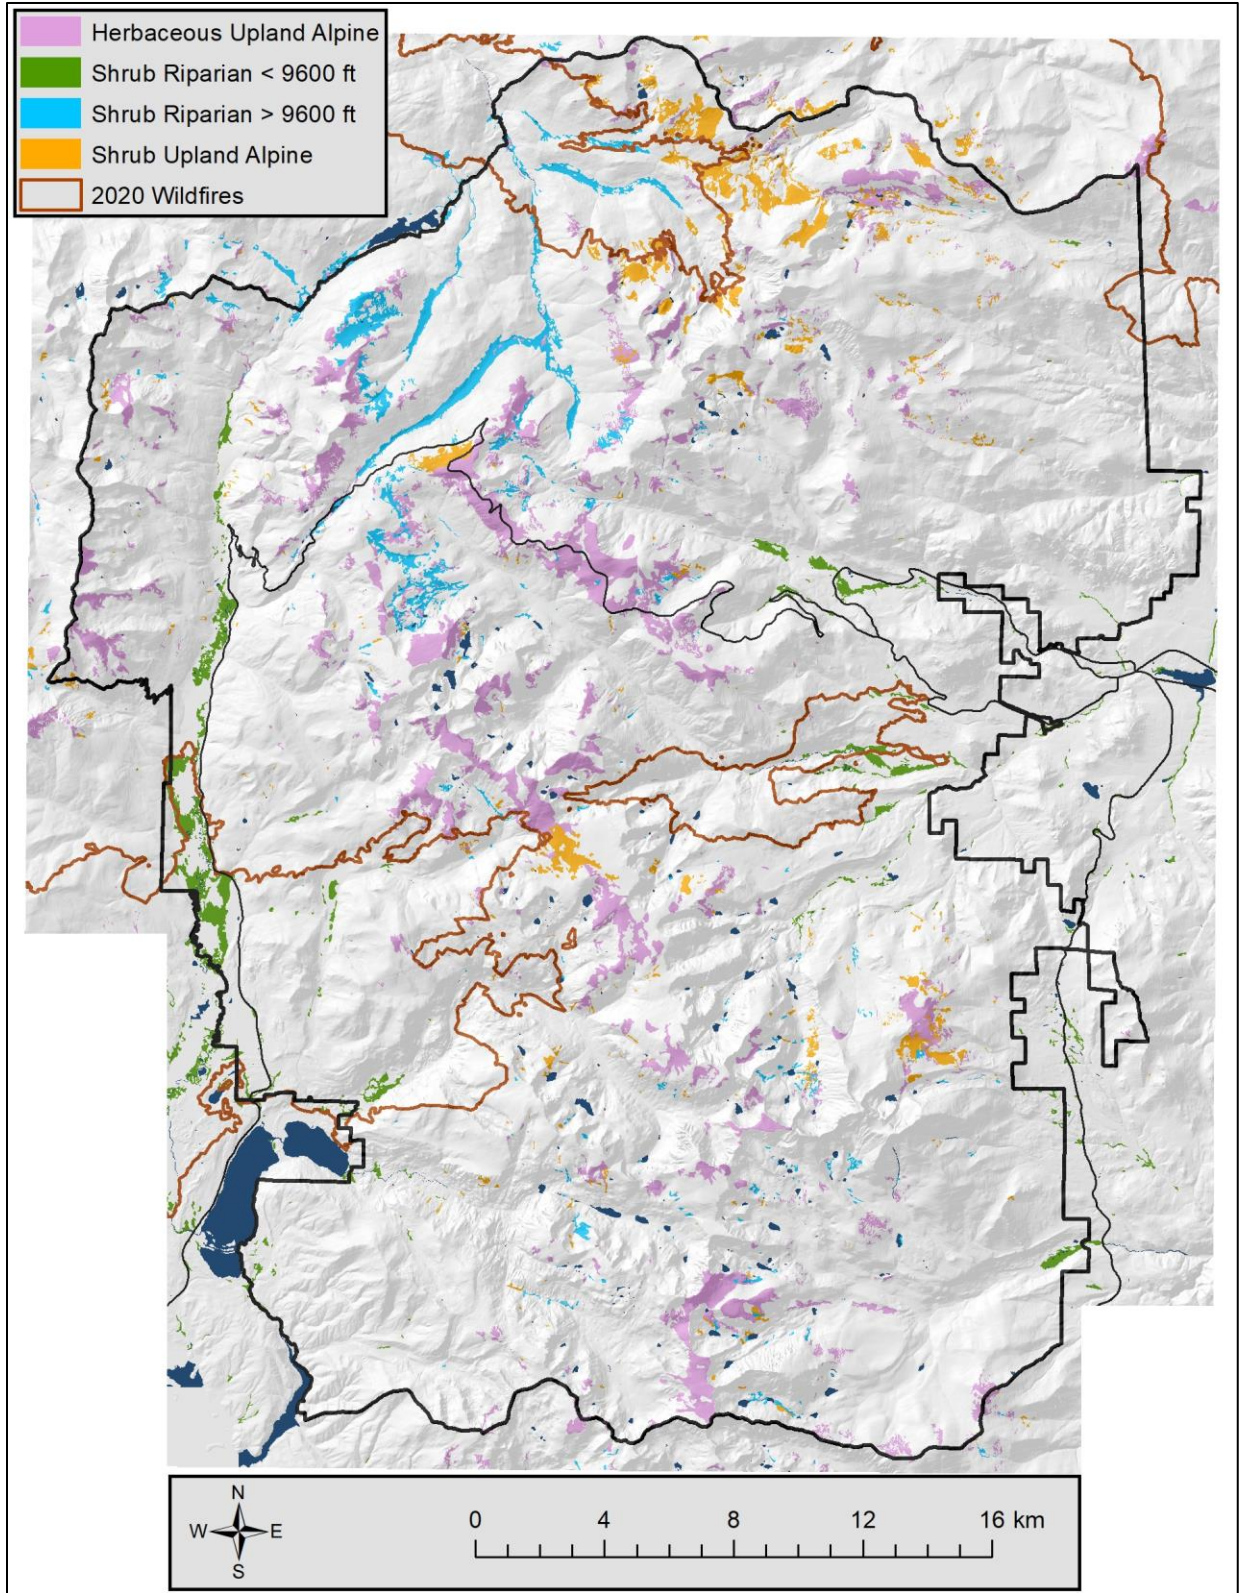 Herbaceous Upland Alpine
Shrub Riparian < 9600 ft
Shrub Riparian > 9600 ft
Shrub Upland Alpine
2020 Wildfires
N
W E
S
0 4 8 12 16 km